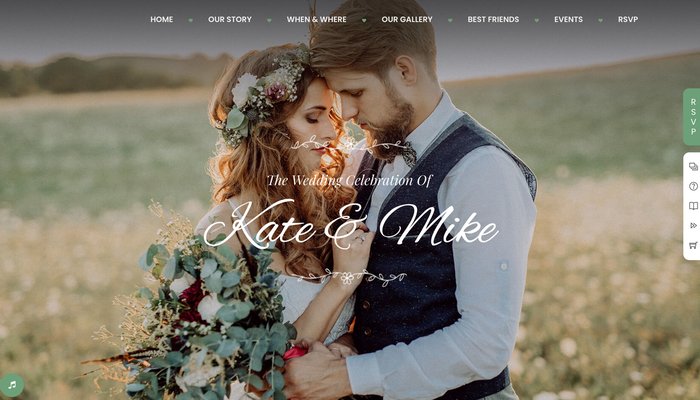 HOME
OUR STORY
WHEN & WHERE
OUR GALLERY
BEST FRIENDS
EVENTS
RSVP
RSVP
The Wedding Celebration Of
Kate & Mike